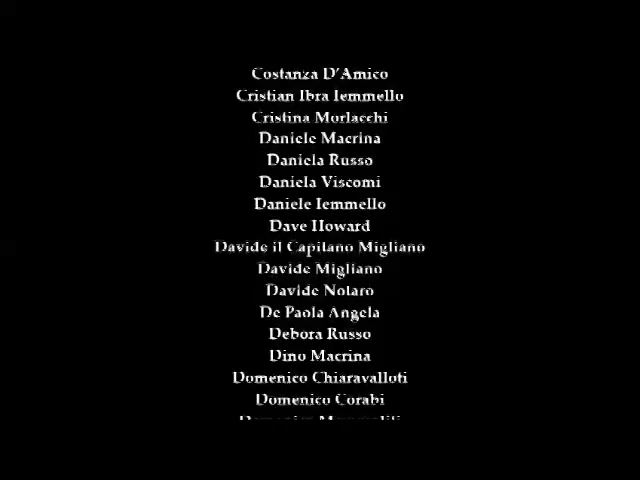 Costanza D'Amico
Cristian Ibra Iemmello
Cristina Morlacchi
Daniele Macrina
Daniela Russo
Daniela Viscomi
Daniele Iemmello
Dave Howard
Davide il Capitano Migliano
Davide Migliano
Davide Notaro
De Paola Angela
Debora Russo
Dino Macrina
Domenico Chiaravalloti
Domenico Corabi
Domenico